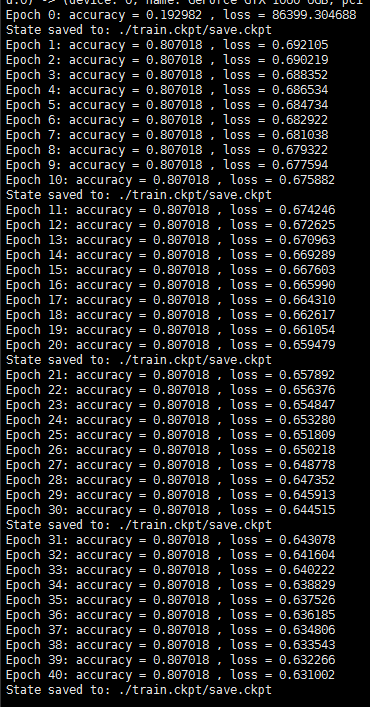 Epoch 0: accuracy = 0.192982 , loss = 86399.304688
State saved to: ./train.ckpt/save.ckpt
Epoch 1: accuracy = 0.807018 , loss = 0.692105
Epoch 2: accuracy = 0.807018 , loss = 0.690219
Epoch 3: accuracy = 0.807018 , loss = 0.688352
Epoch 4: accuracy = 0.807018 , loss = 0.686534
Epoch 5: accuracy = 0.807018 , loss = 0.684734
Epoch 6: accuracy = 0.807018 , loss = 0.682922
Epoch 7: accuracy = 0.807018 , loss = 0.681038
Epoch 8: accuracy = 0.807018 , loss = 0.679322
Epoch 9: accuracy = 0.807018 , loss = 0.677594
Epoch 10: accuracy = 0.807018 , loss = 0.675882
State saved to: ./train.ckpt/save.ckpt
Epoch 11: accuracy = 0.807018 , loss = 0.674246
Epoch 12: accuracy = 0.807018 , loss = 0.672625
Epoch 13: accuracy = 0.807018 , loss = 0.670963
Epoch 14: accuracy = 0.807018 , loss = 0.669289
Epoch 15: accuracy = 0.807018 , loss = 0.667603
Epoch 16: accuracy = 0.807018 , loss = 0.665990
Epoch 17: accuracy = 0.807018 , loss = 0.664310
Epoch 18: accuracy = 0.807018 , loss = 0.662617
Epoch 19: accuracy = 0.807018 , loss = 0.661054
Epoch 20: accuracy = 0.807018 , loss = 0.659479
State saved to: ./train.ckpt/save.ckpt
Epoch 21: accuracy = 0.807018 , loss = 0.657892
Epoch 22: accuracy = 0.807018 , loss = 0.656376
Epoch 23: accuracy = 0.807018 , loss = 0.654847
Epoch 24: accuracy = 0.807018 , loss = 0.653280
Epoch 25: accuracy = 0.807018 , loss = 0.651809
Epoch 26: accuracy = 0.807018 , loss = 0.650218
Epoch 27: accuracy = 0.807018 , loss = 0.648778
Epoch 28: accuracy = 0.807018 , loss = 0.647352
Epoch 29: accuracy = 0.807018 , loss = 0.645913
Epoch 30: accuracy = 0.807018 , loss = 0.644515
State saved to: ./train.ckpt/save.ckpt
Epoch 31: accuracy = 0.807018 , loss = 0.643078
Epoch 32: accuracy = 0.807018 , loss = 0.641604
Epoch 33: accuracy = 0.807018 , loss = 0.640222
Epoch 34: accuracy = 0.807018 , loss = 0.638829
Epoch 35: accuracy = 0.807018 , loss = 0.637526
Epoch 36: accuracy = 0.807018 , loss = 0.636185
Epoch 37: accuracy = 0.807018 , loss = 0.634806
Epoch 38: accuracy = 0.807018 , loss = 0.633543
Epoch 39: accuracy = 0.807018 , loss = 0.632266
Epoch 40: accuracy = 0.807018 , loss = 0.631002
State saved to: ./train.ckpt/save.ckpt